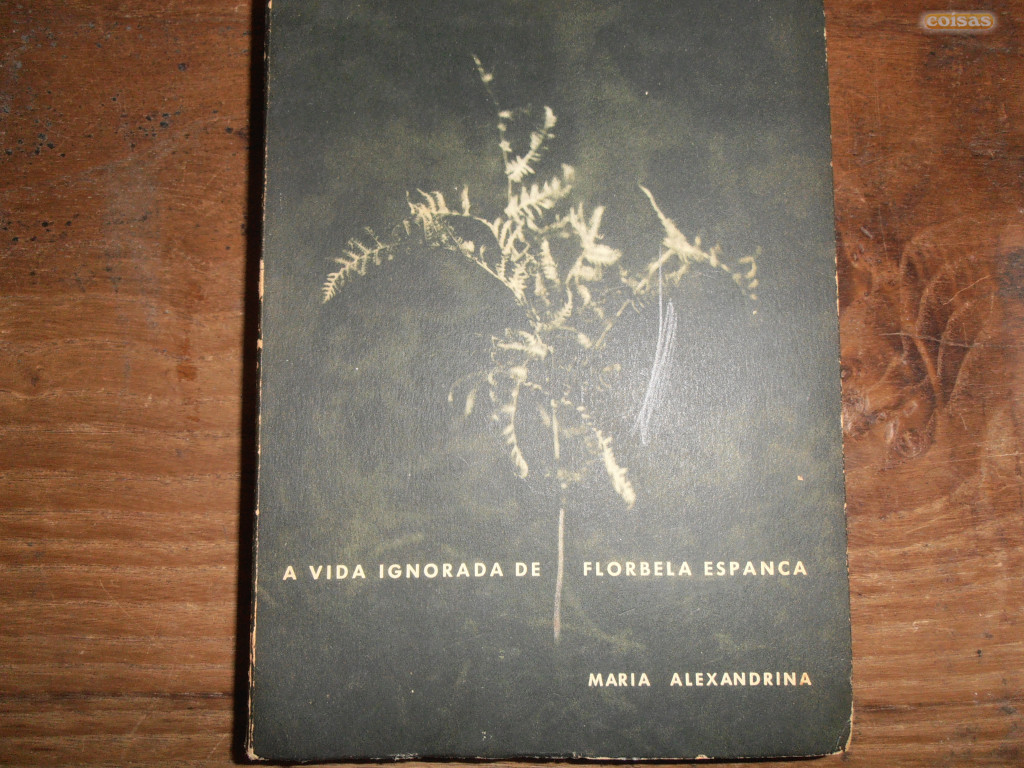 coisas
A VIDA IGNORADA DE FLORBELA ESPANCA
MARIA ALEXANDRINA